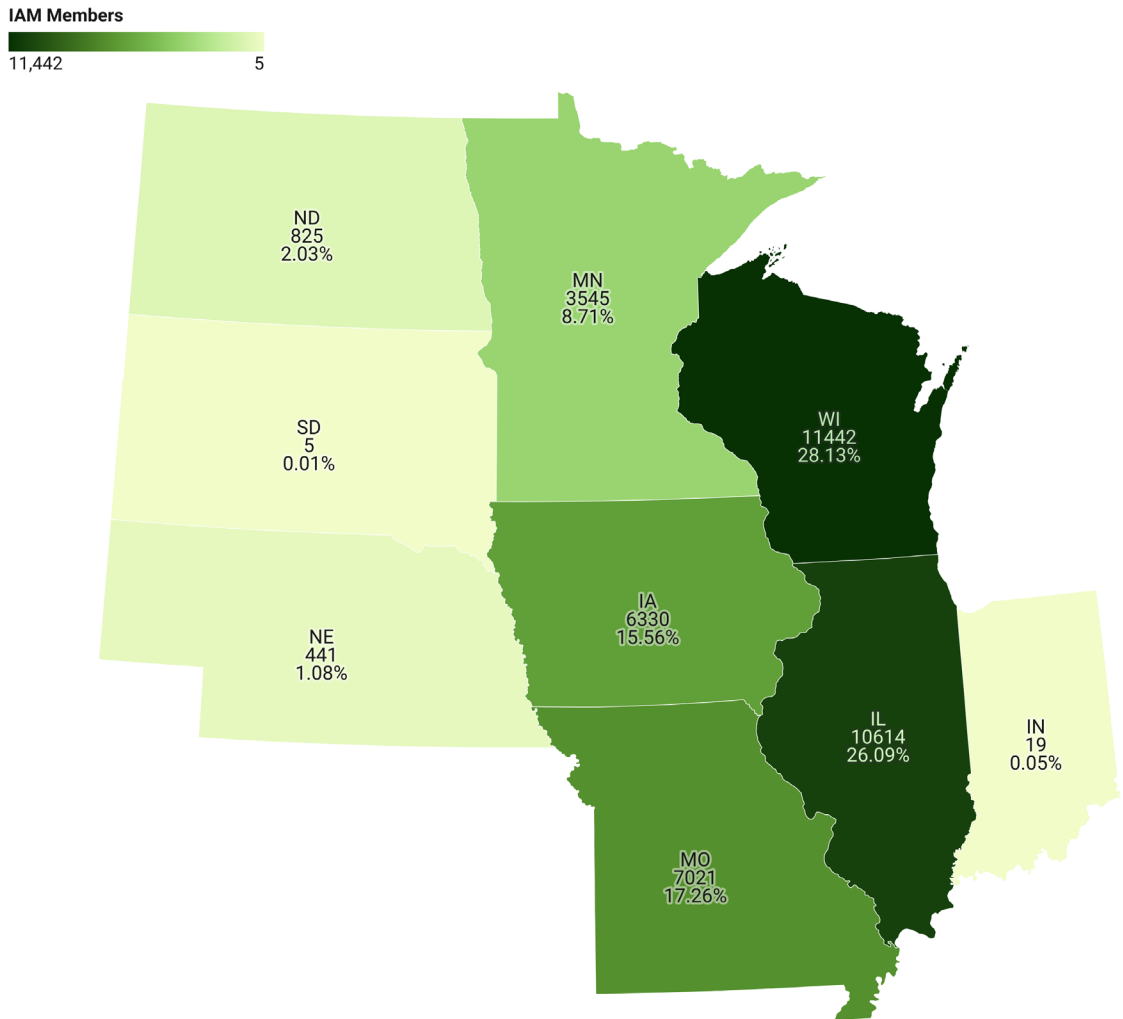 IAM Members
11,442
5
ND
825
2.03%
MN
3545
8.71%
WI
11442
28.13%
SD
5
0.01%
IA
6330
15.56%
NE
441
1.08%
IL
10614
26.09%
IN
19
0.05%
MO
7021
17.26%